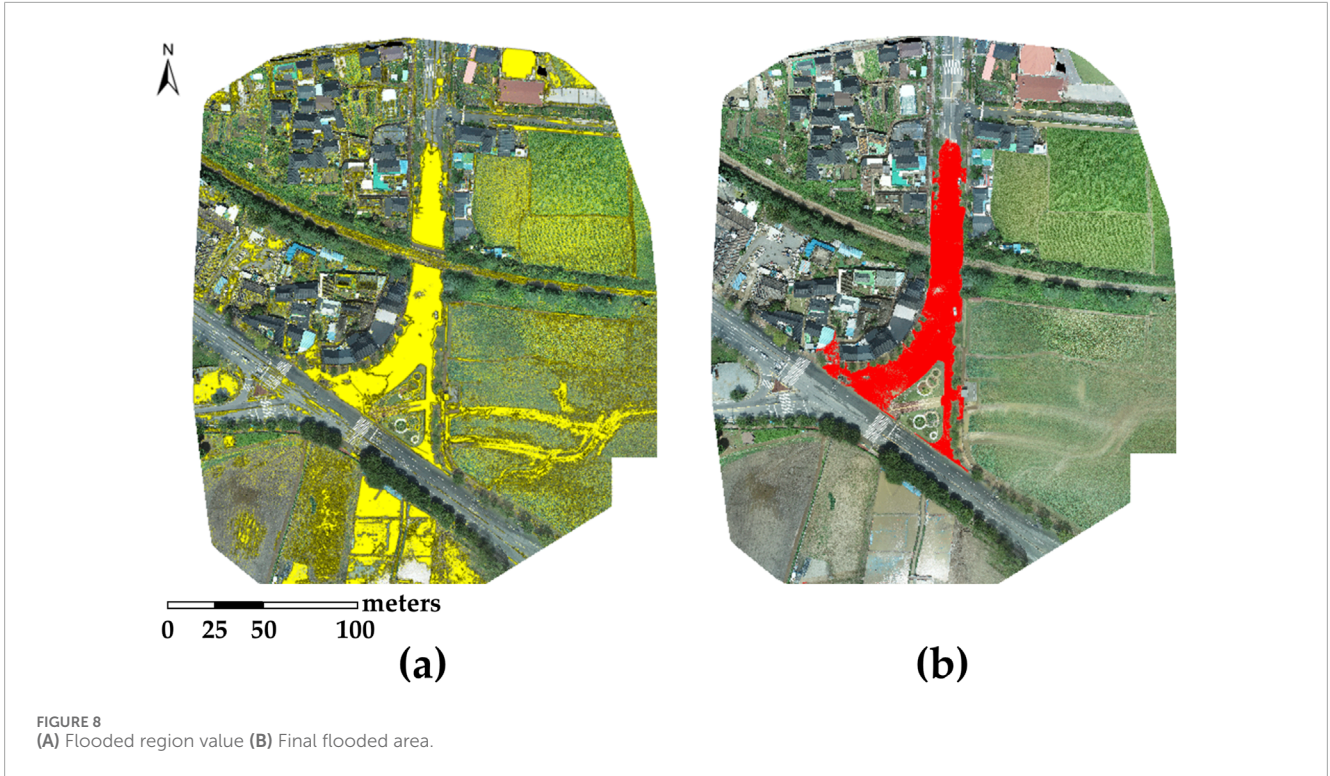 N
meters
0 25 50 100
(a) (b)
FIGURE 8
(A) Flooded region value (B) Final flooded area.